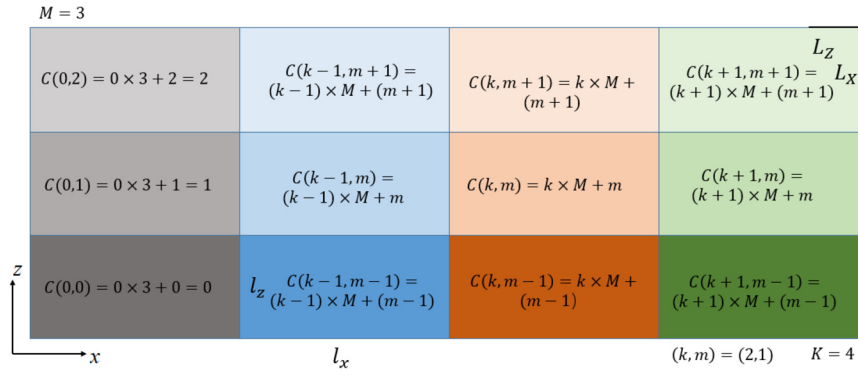 M = 3
L_Z
L_X
C(0,2) = 0 × 3 + 2 = 2
C(k − 1, m + 1) =
(k − 1) × M + (m + 1)
C(k, m + 1) = k × M +
(m + 1)
C(k + 1, m + 1) =
(k + 1) × M + (m + 1)
C(0,1) = 0 × 3 + 1 = 1
C(k − 1, m) =
(k − 1) × M + m
C(k, m) = k × M + m
C(k + 1, m) =
(k + 1) × M + m
z
C(0,0) = 0 × 3 + 0 = 0
l_z
C(k − 1, m − 1) =
(k − 1) × M + (m − 1)
C(k, m − 1) = k × M +
(m − 1)
C(k + 1, m − 1) =
(k + 1) × M + (m − 1)
x
l_x
(k, m) = (2,1)
K = 4